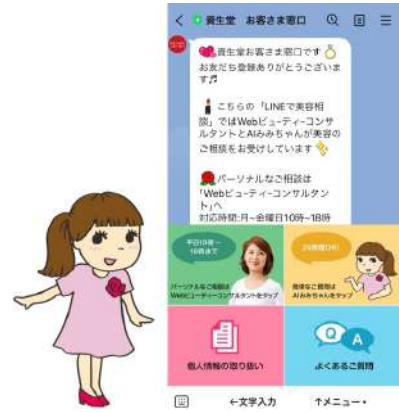 資生堂 お客さま窓口
資生堂お客さま窓口です
お友だち登録ありがとうございま
す♬
こちらの「LINEで美容相
談」ではWebビューティーコンサ
ルタントとAIみみちゃんが美容の
ご相談をお受けしています
パーソナルなご相談は
「Webビューティーコンサルタン
ト」へ
対応時間:月~金曜日10時~18時
平日10時~
18時まで
パーソナルなご相談は
Webビューティーコンサルタントをタップ
24時間OK!
簡便なご質問は
AIみみちゃんをタップ
個人情報の取り扱い
Q A
よくあるご質問
←文字入力
↑メニュー・